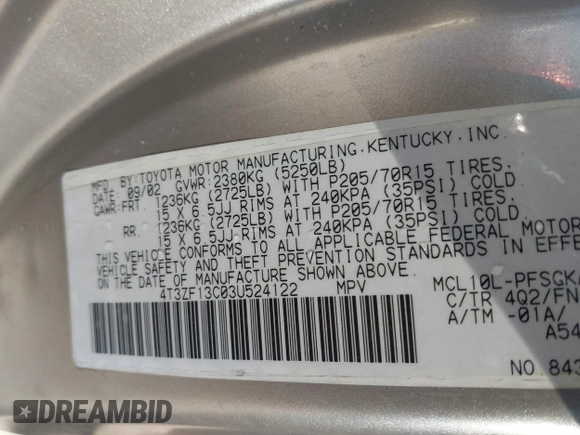 MFD. BY:TOYOTA MOTOR MANUFACTURING.KENTUCKY.INC.
DATE: 09/02 GVWR:2380KG (5250LB)
GAWR:FRT. 1236KG (2725LB) WITH P205/70R15 TIRES.
15 X 6.5JJ-RIMS AT 240KPA (35PSI) COLD.
RR. 1236KG (2725LB) WITH P205/70R15 TIRES.
15 X 6.5JJ-RIMS AT 240KPA (35PSI) COLD.
THIS VEHICLE CONFORMS TO ALL APPLICABLE FEDERAL MOTOR
VEHICLE SAFETY AND THEFT PREVENTION STANDARDS IN EFFE
ON THE DATE OF MANUFACTURE SHOWN ABOVE.
4T3ZF13C03U524122 MPV
MCL10L-PFSGKA
C/TR 4Q2/FN
A/TM -01A/
A54
NO.843
DREAMBID